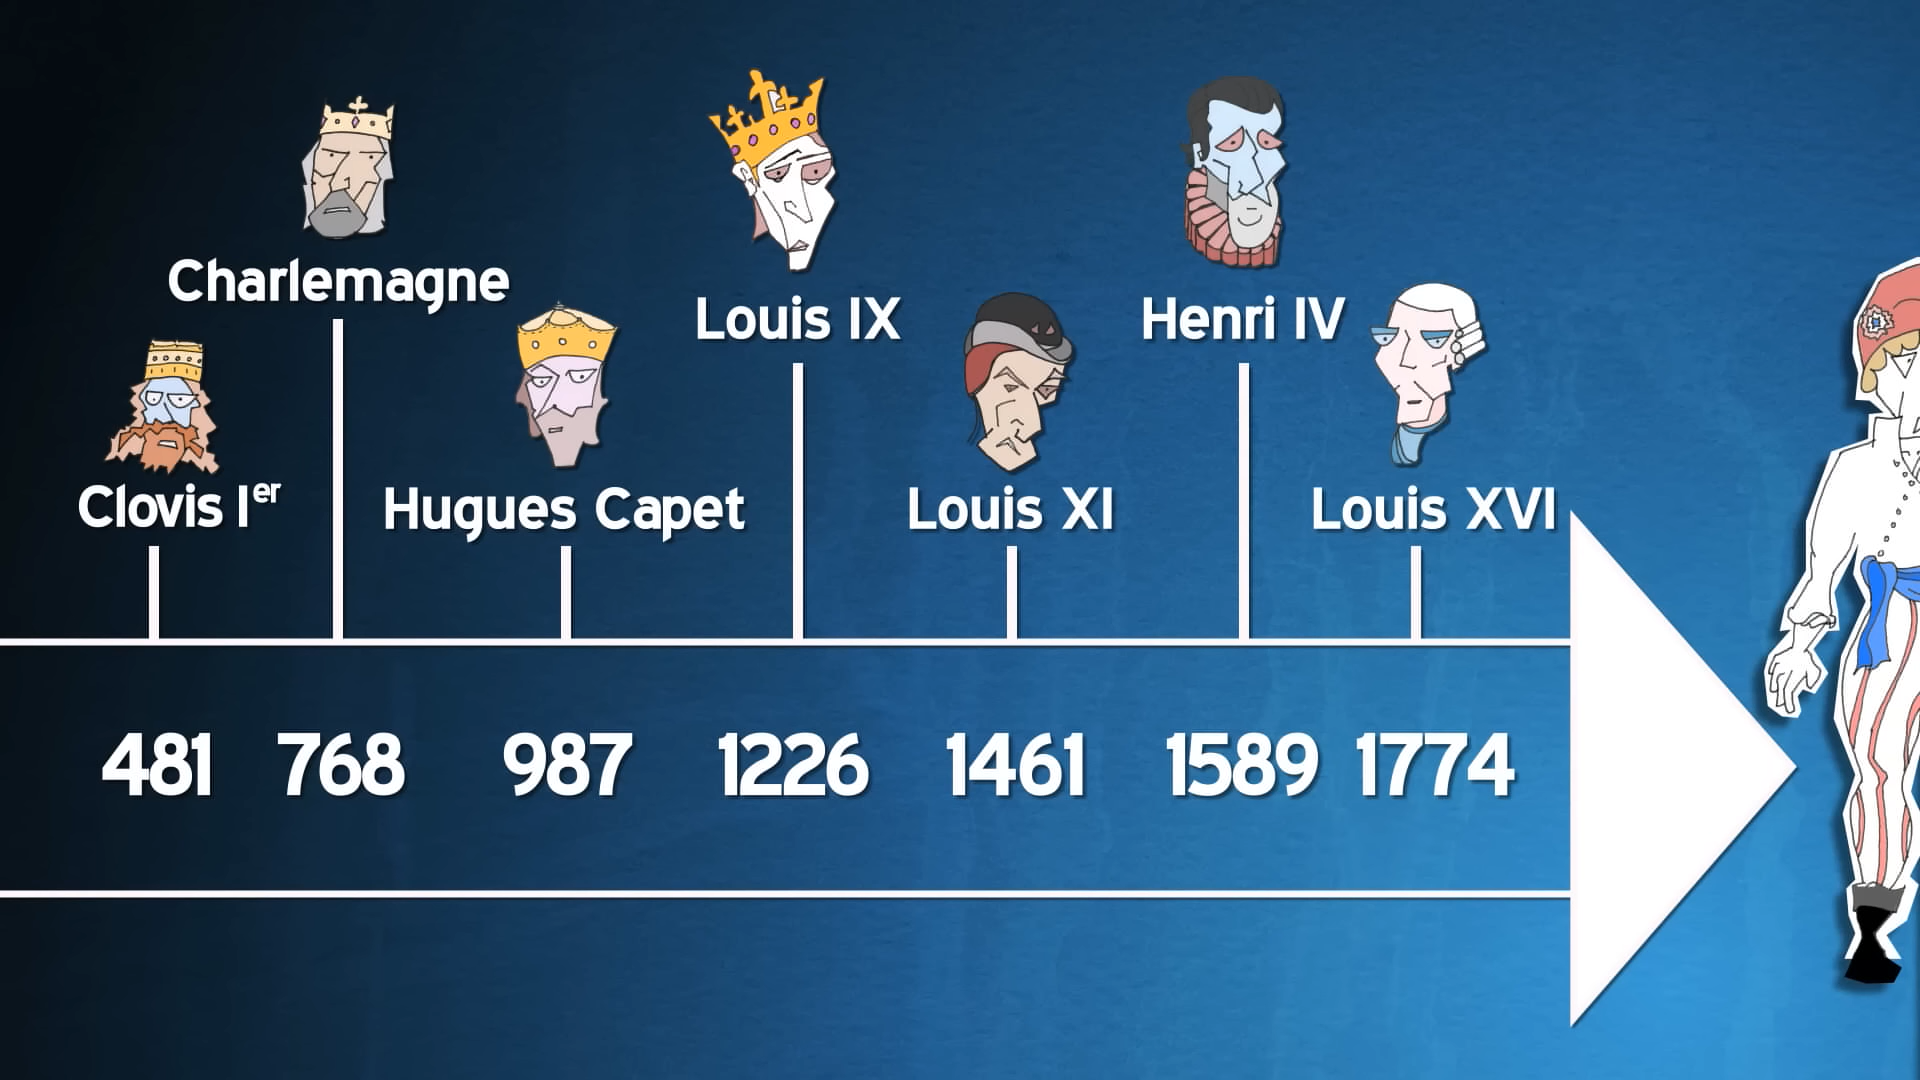 Charlemagne
Louis IX
Henri IV
Clovis Ier
Hugues Capet
Louis XI
Louis XVI
481 768 987 1226 1461 1589 1774